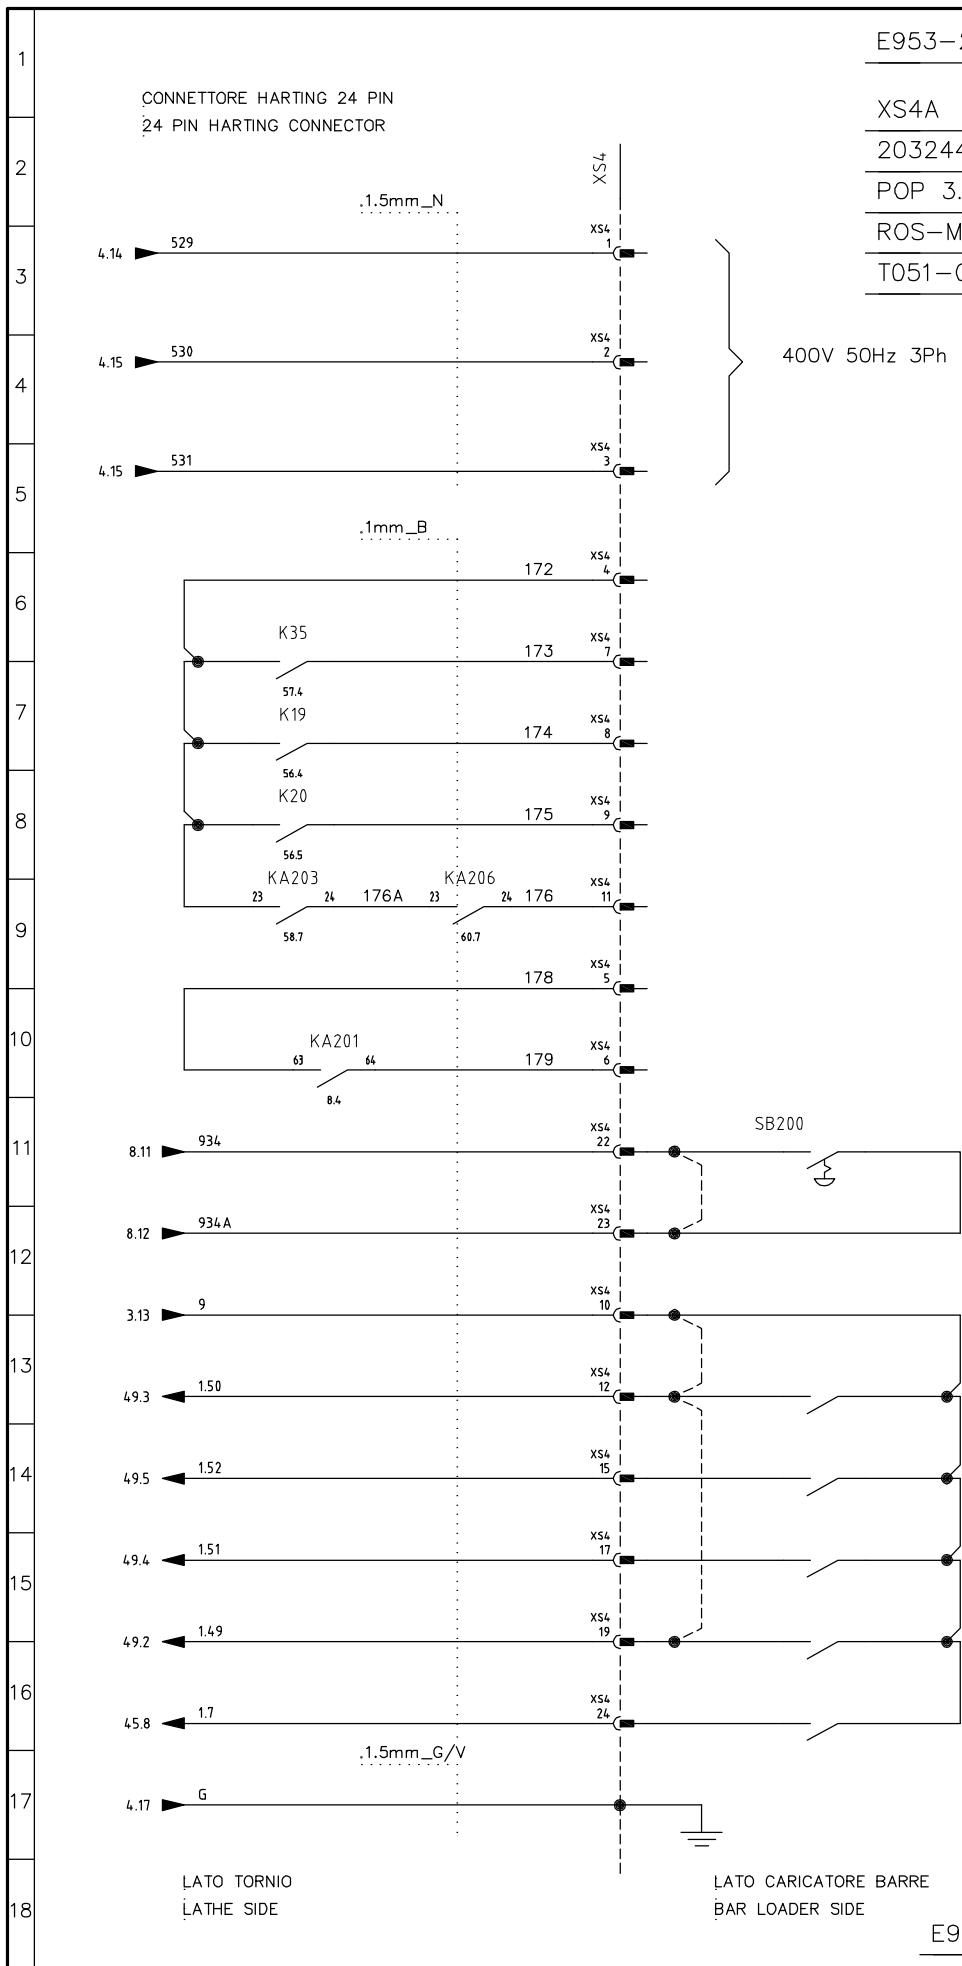 1
E953-2
CONNETTORE HARTING 24 PIN
24 PIN HARTING CONNECTOR
XS4A
203244
POP 3.
ROS-M
T051-
2
XS4
.1.5mm_N
3
4.14 529 XS4 1
4
4.15 530 XS4 2
400V 50Hz 3Ph
5
4.15 531 XS4 3
.1mm_B
6
172 XS4 4
K35
173 XS4 7
57.4
7
K19
174 XS4 8
56.4
8
K20
175 XS4 9
56.5
9
KA203 KA206
23 24 176A 23 24 176 XS4 11
58.7 60.7
178 XS4 5
10
KA201
63 64 179 XS4 6
8.4
11
SB200
8.11 934 XS4 22
12
8.12 934A XS4 23
3.13 9 XS4 10
13
49.3 1.50 XS4 12
14
49.5 1.52 XS4 15
15
49.4 1.51 XS4 17
49.2 1.49 XS4 19
16
45.8 1.7 XS4 24
.1.5mm_G/V
17
4.17 G
18
LATO TORNIO
LATHE SIDE
LATO CARICATORE BARRE
BAR LOADER SIDE
E9